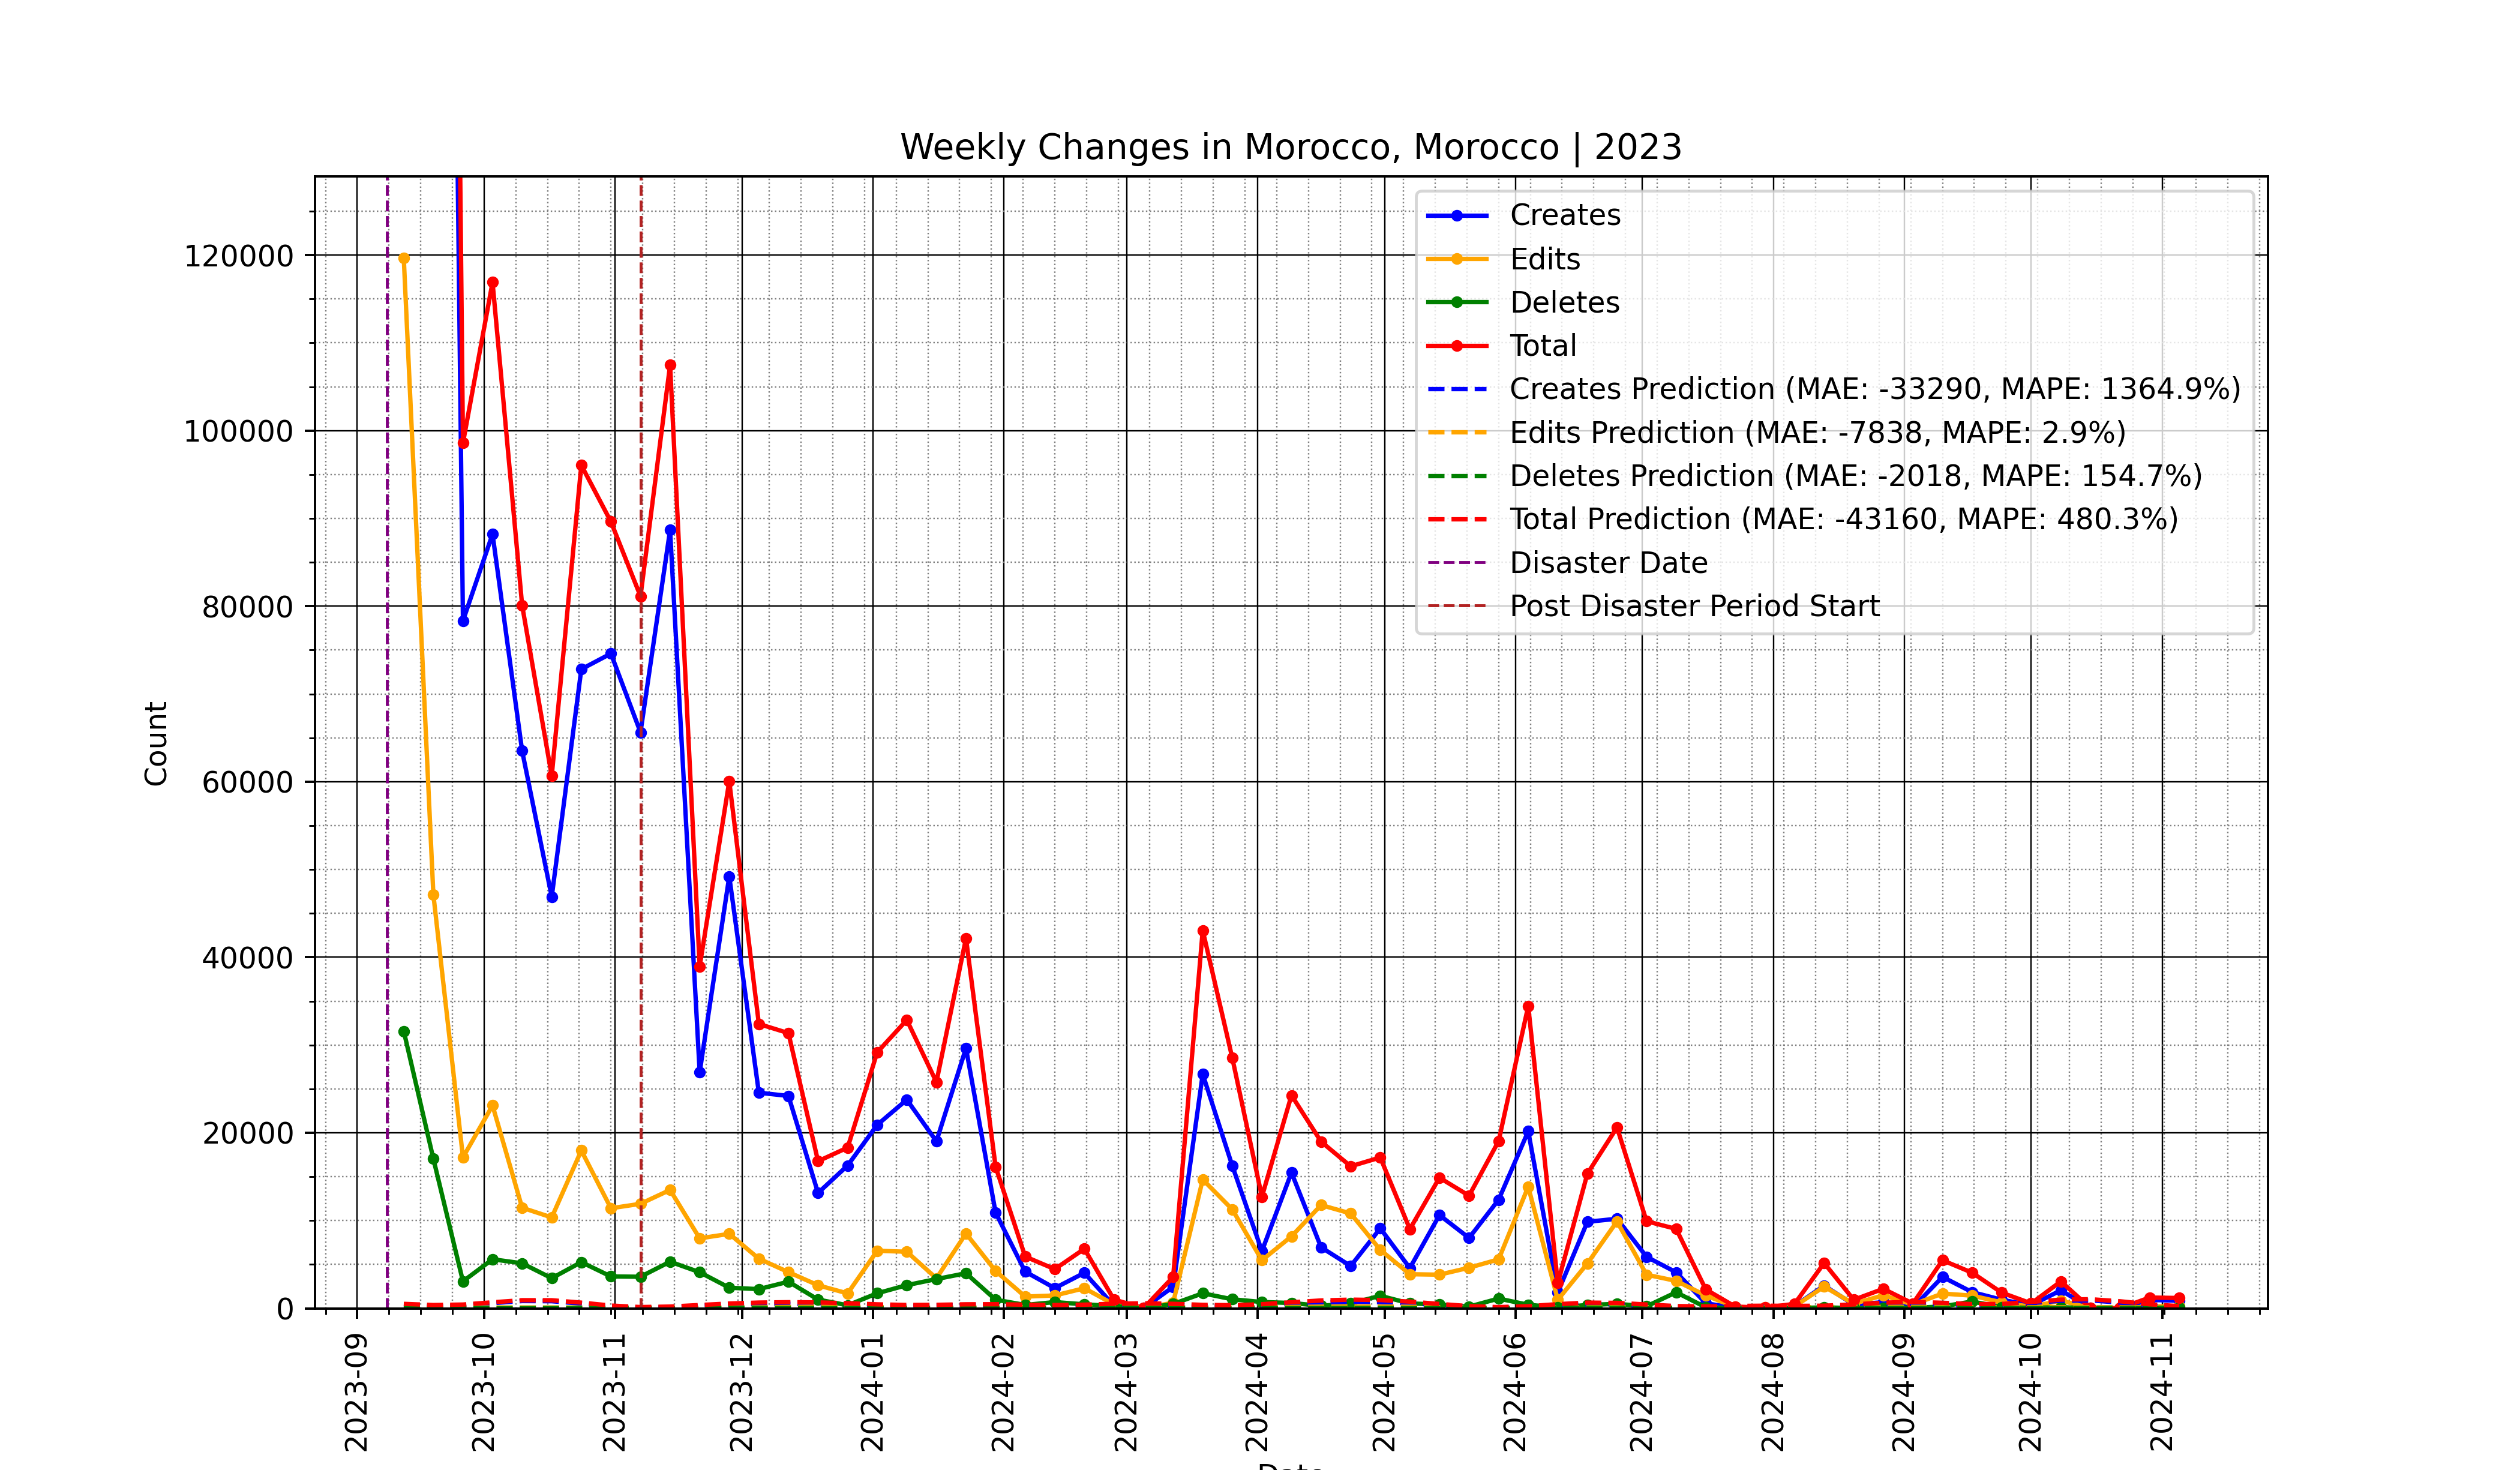 Weekly Changes in Morocco, Morocco | 2023
Creates
Edits
Deletes
Total
Creates Prediction (MAE: -33290, MAPE: 1364.9%)
Edits Prediction (MAE: -7838, MAPE: 2.9%)
Deletes Prediction (MAE: -2018, MAPE: 154.7%)
Total Prediction (MAE: -43160, MAPE: 480.3%)
Disaster Date
Post Disaster Period Start
120000
100000
80000
60000
40000
20000
0
Count
2023-09
2023-10
2023-11
2023-12
2024-01
2024-02
2024-03
2024-04
2024-05
2024-06
2024-07
2024-08
2024-09
2024-10
2024-11
Date